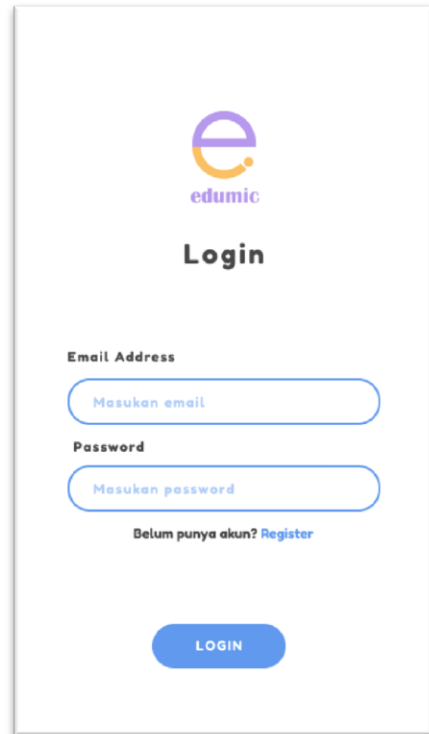 edumic
Login
Email Address
Masukan email
Password
Masukan password
Belum punya akun? Register
LOGIN